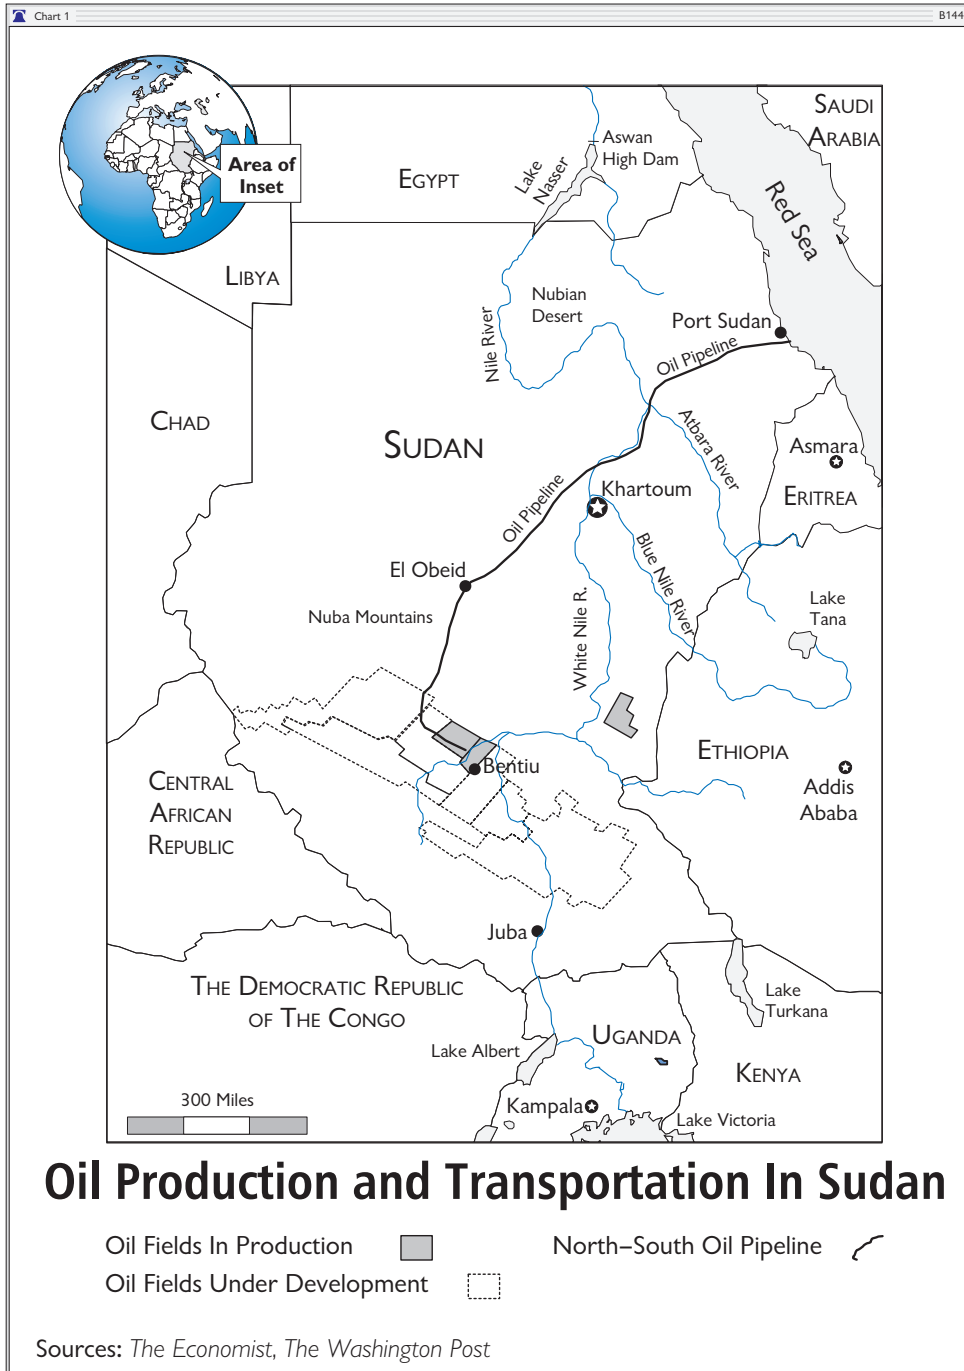 Chart 1
B144
SAUDI
ARABIA
Aswan
High Dam
Area of
Inset
EGYPT
Lake
Nasser
Red Sea
LIBYA
Nubian
Desert
Nile River
Port Sudan
Oil Pipeline
CHAD
SUDAN
Atbara River
Asmara
ERITREA
Oil Pipeline
Khartoum
Blue Nile River
El Obeid
Nuba Mountains
White Nile R.
Lake
Tana
ETHIOPIA
Bentiu
Addis
Ababa
CENTRAL
AFRICAN
REPUBLIC
Juba
THE DEMOCRATIC REPUBLIC
OF THE CONGO
Lake
Turkana
UGANDA
Lake Albert
KENYA
300 Miles
Kampala
Lake Victoria
Oil Production and Transportation In Sudan
Oil Fields In Production
North–South Oil Pipeline
Oil Fields Under Development
Sources: The Economist, The Washington Post